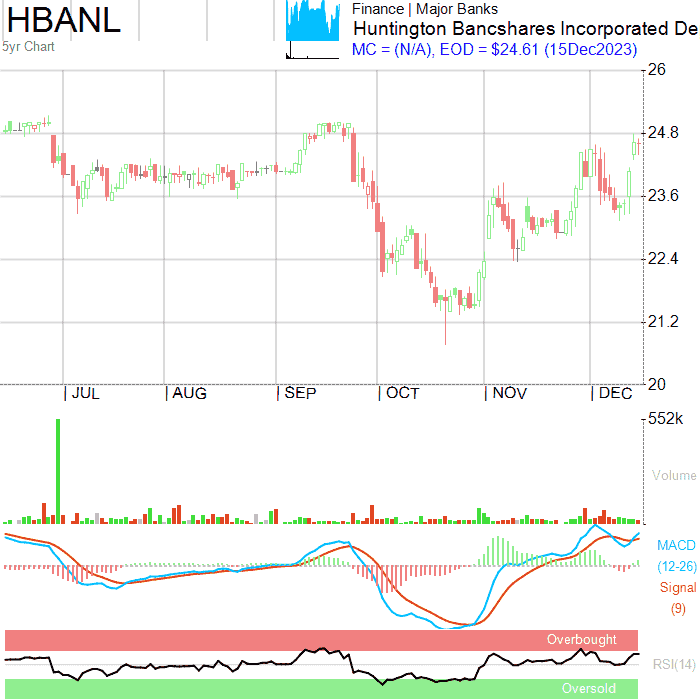 HBANL
5yr Chart
Finance | Major Banks
Huntington Bancshares Incorporated De
MC = (N/A), EOD = $24.61 (15Dec2023)
26
24.8
23.6
22.4
21.2
20
| JUL | AUG | SEP | OCT | NOV | DEC
552k
Volume
MACD
(12-26)
Signal
(9)
Overbought
RSI(14)
Oversold